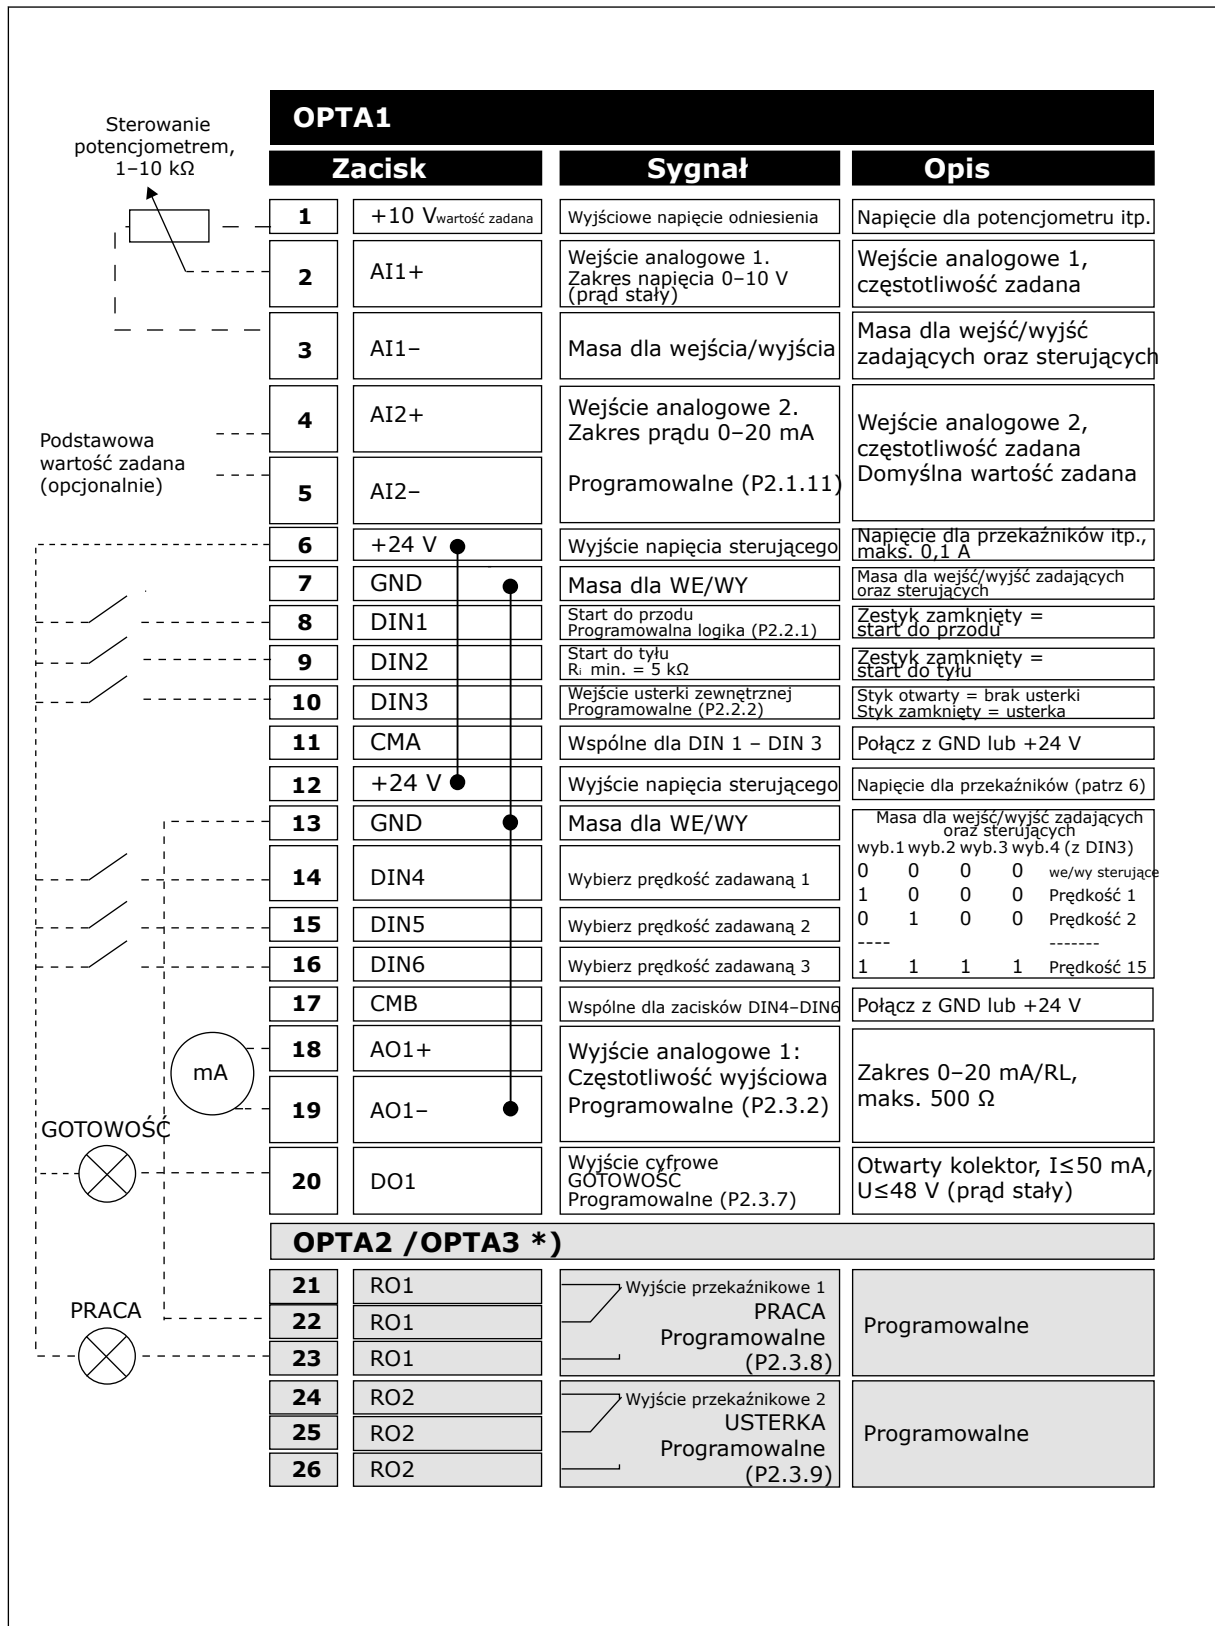 Sterowanie
potencjometrem,
1–10 kΩ
OPTA1
Zacisk Sygnał Opis
1 +10 Vwartość zadana Wyjściowe napięcie odniesienia Napięcie dla potencjometru itp.
2 AI1+ Wejście analogowe 1.
Zakres napięcia 0–10 V
(prąd stały)
Wejście analogowe 1,
częstotliwość zadana
3 AI1– Masa dla wejścia/wyjścia
Masa dla wejść/wyjść
zadających oraz sterujących
Podstawowa
wartość zadana
(opcjonalnie)
4 AI2+
5 AI2–
Wejście analogowe 2.
Zakres prądu 0–20 mA
Programowalne (P2.1.11)
Wejście analogowe 2,
częstotliwość zadana
Domyślna wartość zadana
6 +24 V Wyjście napięcia sterującego
Napięcie dla przekaźników itp.,
maks. 0,1 A
7 GND Masa dla WE/WY
Masa dla wejść/wyjść zadających
oraz sterujących
8 DIN1
Start do przodu
Programowalna logika (P2.2.1)
Zestyk zamknięty =
start do przodu
9 DIN2
Start do tyłu
Ri min. = 5 kΩ
Zestyk zamknięty =
start do tyłu
10 DIN3
Wejście usterki zewnętrznej
Programowalne (P2.2.2)
Styk otwarty = brak usterki
Styk zamknięty = usterka
11 CMA Wspólne dla DIN 1 – DIN 3 Połącz z GND lub +24 V
12 +24 V Wyjście napięcia sterującego Napięcie dla przekaźników (patrz 6)
13 GND Masa dla WE/WY
Masa dla wejść/wyjść zadających
oraz sterujących
wyb.1 wyb.2 wyb.3 wyb.4 (z DIN3)
0 0 0 0 we/wy sterujące
1 0 0 0 Prędkość 1
0 1 0 0 Prędkość 2
---- -------
1 1 1 1 Prędkość 15
14 DIN4 Wybierz prędkość zadawaną 1
15 DIN5 Wybierz prędkość zadawaną 2
16 DIN6 Wybierz prędkość zadawaną 3
17 CMB Wspólne dla zacisków DIN4–DIN6 Połącz z GND lub +24 V
mA
18 AO1+
19 AO1–
Wyjście analogowe 1:
Częstotliwość wyjściowa
Programowalne (P2.3.2)
Zakres 0–20 mA/RL,
maks. 500 Ω
GOTOWOŚĆ
20 DO1
Wyjście cyfrowe
GOTOWOŚĆ
Programowalne (P2.3.7)
Otwarty kolektor, I≤50 mA,
U≤48 V (prąd stały)
OPTA2 /OPTA3 *)
PRACA
21 RO1
22 RO1
23 RO1
Wyjście przekaźnikowe 1
PRACA
Programowalne
(P2.3.8)
Programowalne
24 RO2
25 RO2
26 RO2
Wyjście przekaźnikowe 2
USTERKA
Programowalne
(P2.3.9)
Programowalne